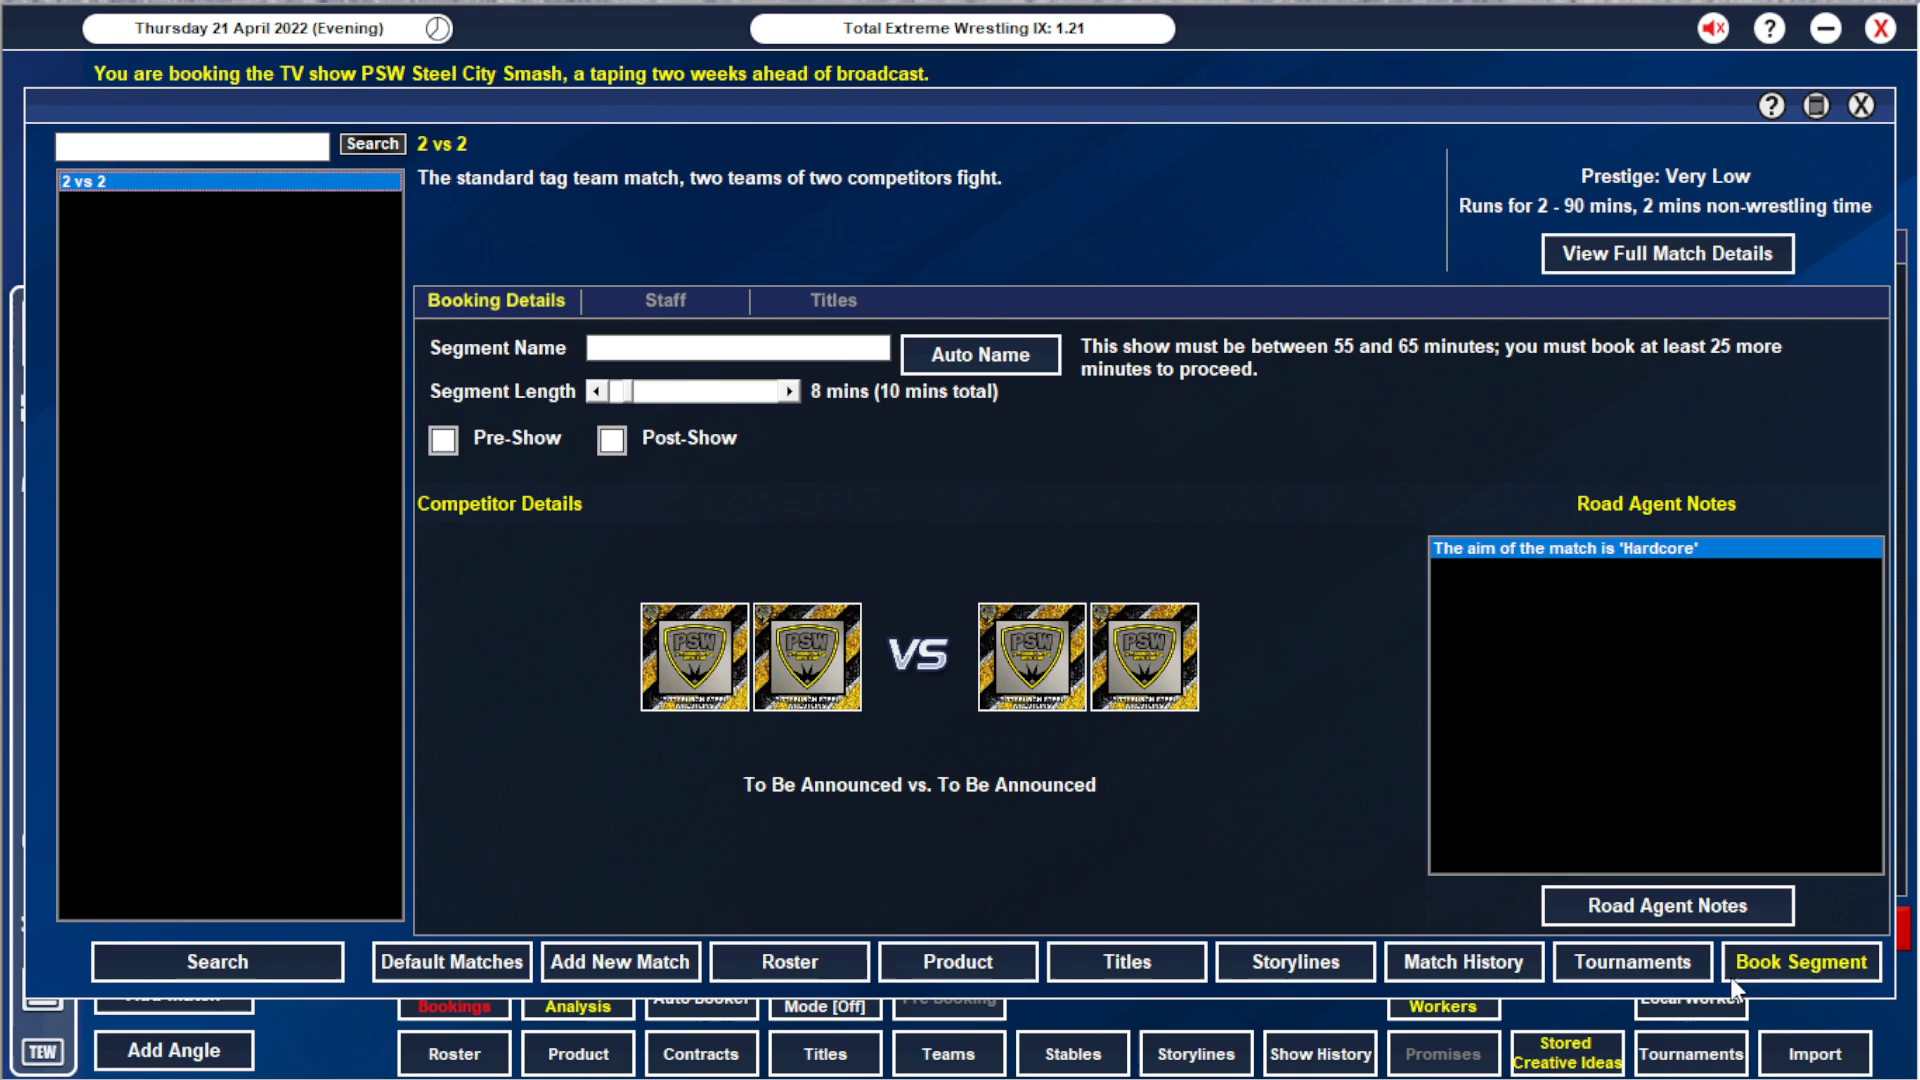 Thursday 21 April 2022 (Evening)
Total Extreme Wrestling IX: 1.21
You are booking the TV show PSW Steel City Smash, a taping two weeks ahead of broadcast.
Search
2 vs 2
2 vs 2
The standard tag team match, two teams of two competitors fight.
Prestige: Very Low
Runs for 2 - 90 mins, 2 mins non-wrestling time
View Full Match Details
Booking Details
Staff
Titles
Segment Name
Auto Name
This show must be between 55 and 65 minutes; you must book at least 25 more
minutes to proceed.
Segment Length
8 mins (10 mins total)
Pre-Show
Post-Show
Competitor Details
Road Agent Notes
The aim of the match is 'Hardcore'
PSW
PSW
VS
PSW
PSW
To Be Announced vs. To Be Announced
Road Agent Notes
Search
Default Matches
Add New Match
Roster
Product
Titles
Storylines
Match History
Tournaments
Book Segment
Bookings
Analysis
Mode [Off]
Workers
TEW
Add Angle
Roster
Product
Contracts
Titles
Teams
Stables
Storylines
Show History
Promises
Stored
Creative Ideas
Tournaments
Import